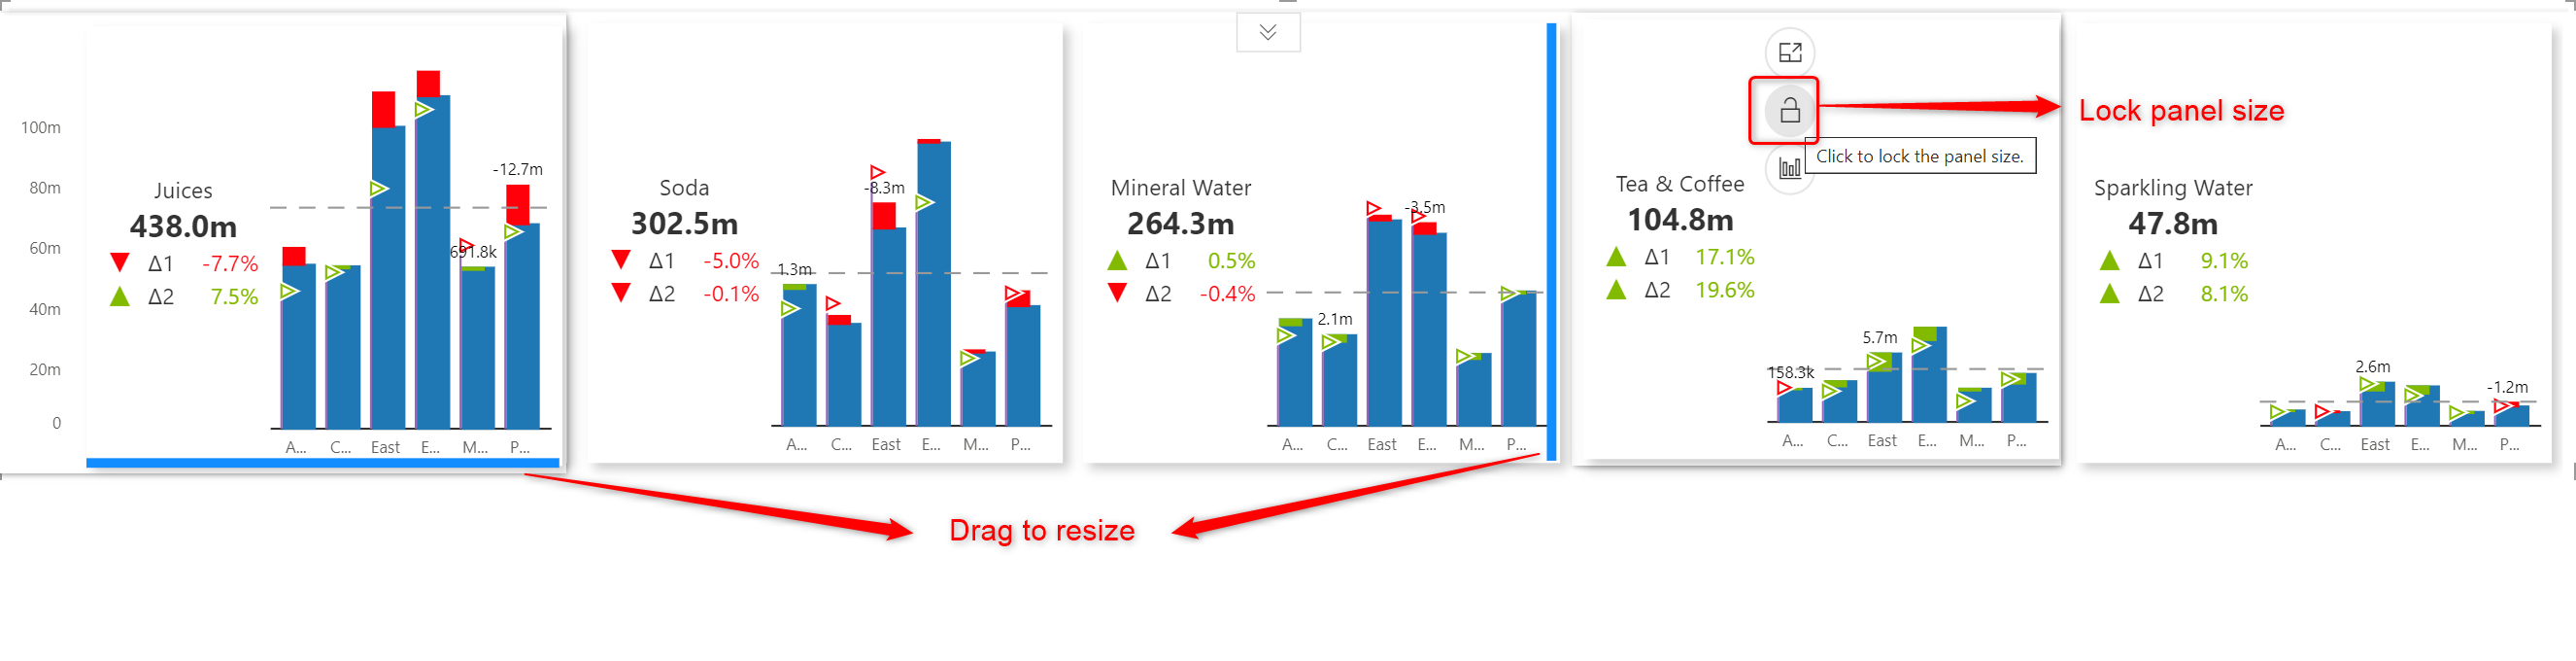 100m
80m
60m
40m
20m
0
Juices
438.0m
Δ1 -7.7%
Δ2 7.5%
691.8k
-12.7m
A... C... East E... M... P...
Soda
302.5m
Δ1 -5.0%
Δ2 -0.1%
1.3m
-8.3m
A... C... East E... M... P...
Mineral Water
264.3m
Δ1 0.5%
Δ2 -0.4%
2.1m
-3.5m
A... C... East E... M... P...
Tea & Coffee
104.8m
Δ1 17.1%
Δ2 19.6%
158.3k
5.7m
A... C... East E... M... P...
Click to lock the panel size.
Lock panel size
Sparkling Water
47.8m
Δ1 9.1%
Δ2 8.1%
2.6m
-1.2m
A... C... East E... M... P...
Drag to resize